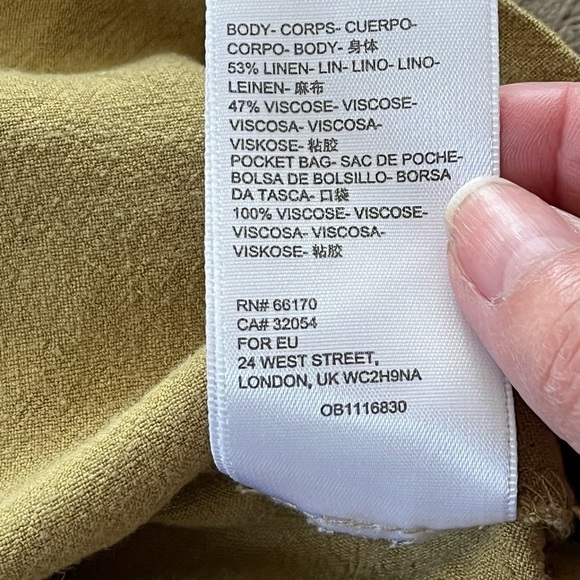 BODY- CORPS- CUERPO-
CORPO- BODY- 身体
53% LINEN- LIN- LINO- LINO-
LEINEN- 麻布
47% VISCOSE- VISCOSE-
VISCOSA- VISCOSA-
VISKOSE- 粘胶
POCKET BAG- SAC DE POCHE-
BOLSA DE BOLSILLO- BORSA
DA TASCA- 口袋
100% VISCOSE- VISCOSE-
VISCOSA- VISCOSA-
VISKOSE- 粘胶
RN# 66170
CA# 32054
FOR EU
24 WEST STREET,
LONDON, UK WC2H9NA
OB1116830